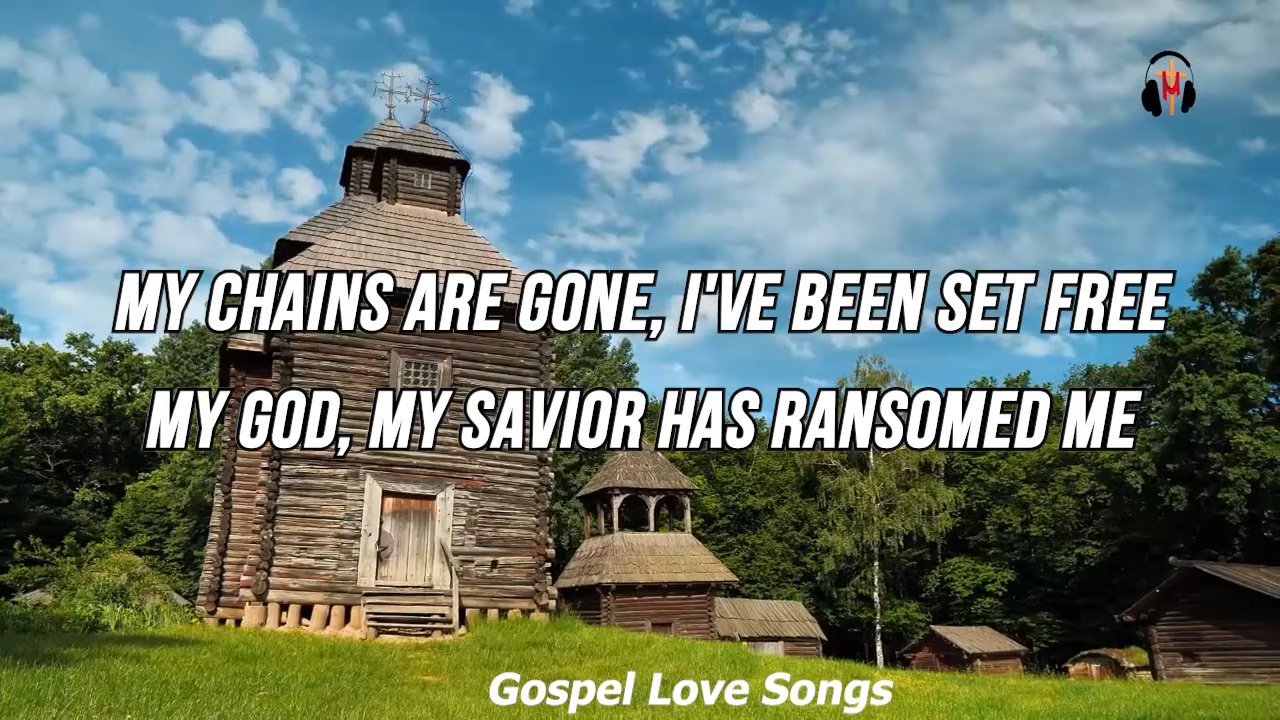 MY CHAINS ARE GONE, I'VE BEEN SET FREE
MY GOD, MY SAVIOR HAS RANSOMED ME
Gospel Love Songs